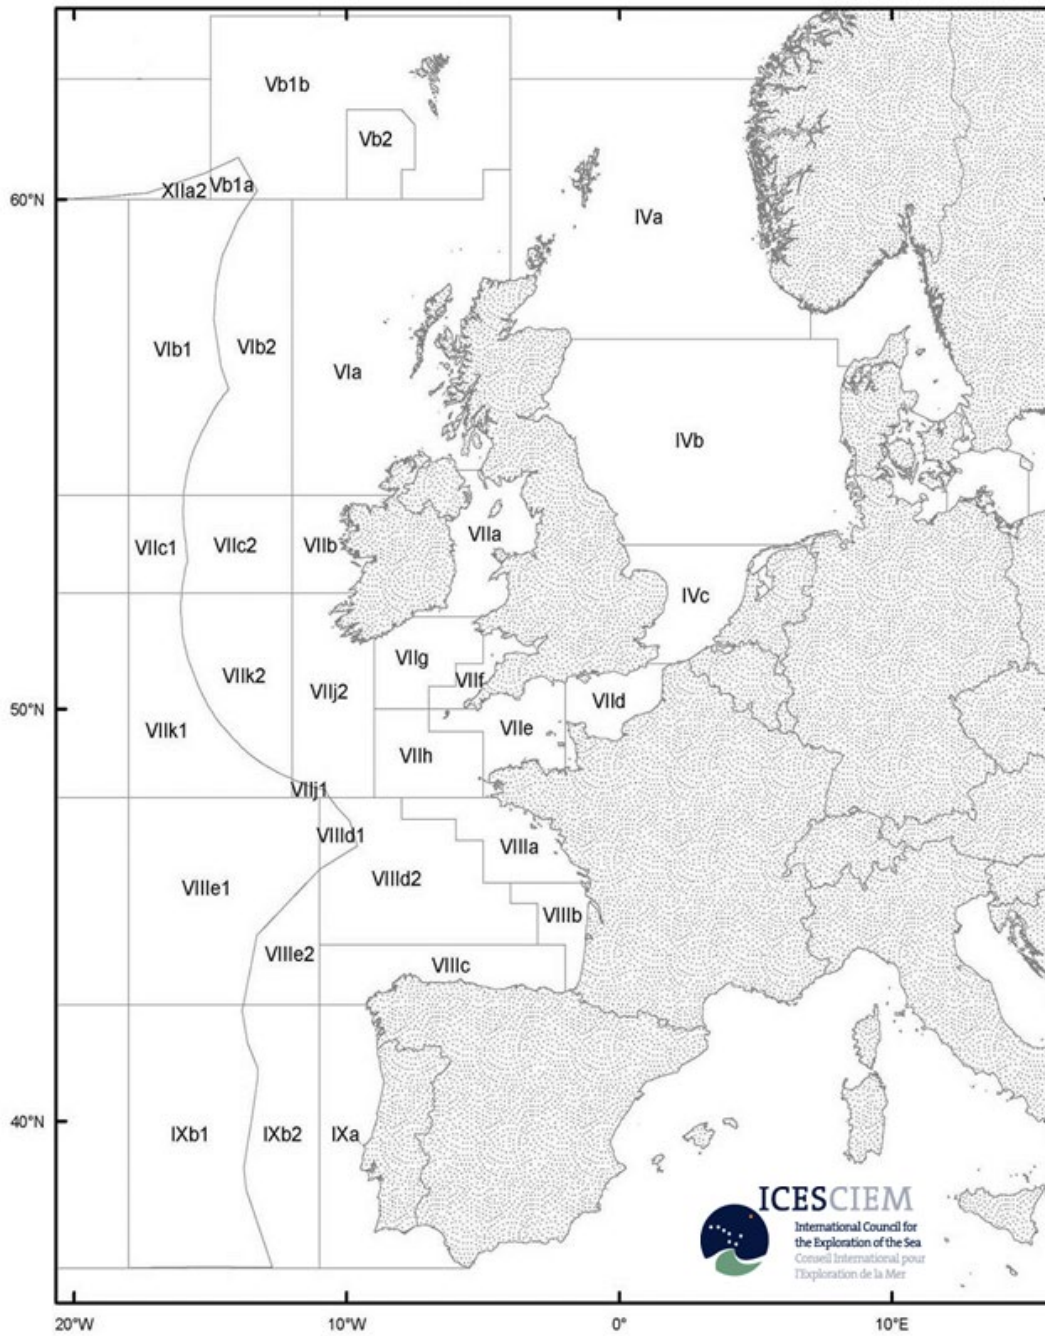 Vb1b
Vb2
XIIa2
Vb1a
60°N
IVa
VIb1
VIb2
VIa
IVb
VIIc1
VIIc2
VIIb
VIIa
IVc
VIIg
VIIk2
VIIj2
VIIf
VIId
50°N
VIIk1
VIIe
VIIh
VIIj1
VIIId1
VIIIa
VIIIe1
VIIId2
VIIIb
VIIIe2
VIIIc
40°N
IXb1
IXb2
IXa
ICESCIEM
International Council for
the Exploration of the Sea
Conseil International pour
l'Exploration de la Mer
20°W
10°W
0°
10°E